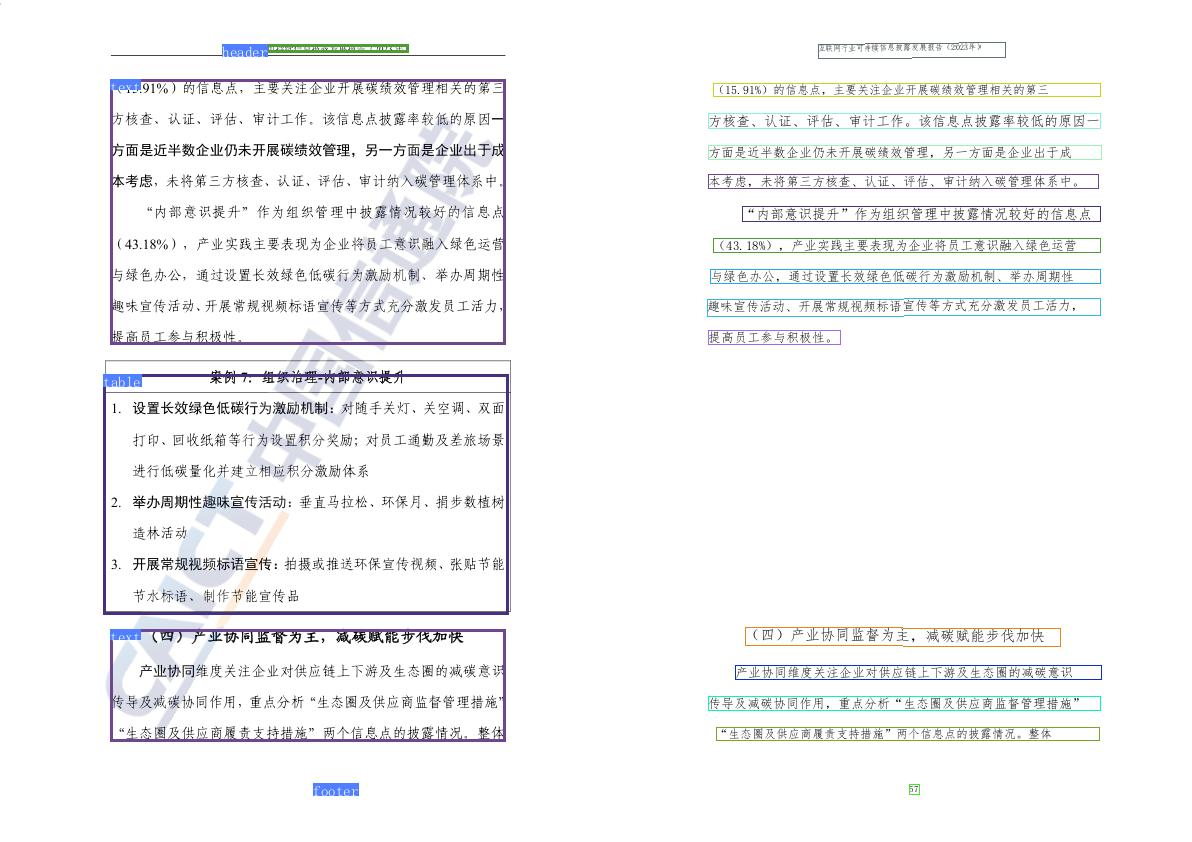 header
text
（15.91%）的信息点，主要关注企业开展碳绩效管理相关的第三
方核查、认证、评估、审计工作。该信息点披露率较低的原因一
方面是近半数企业仍未开展碳绩效管理，另一方面是企业出于成
本考虑，未将第三方核查、认证、评估、审计纳入碳管理体系中。
“内部意识提升”作为组织管理中披露情况较好的信息点
（43.18%），产业实践主要表现为企业将员工意识融入绿色运营
与绿色办公，通过设置长效绿色低碳行为激励机制、举办周期性
趣味宣传活动、开展常规视频标语宣传等方式充分激发员工活力，
提高员工参与积极性。
table
案例 7：组织治理-内部意识提升
1. 设置长效绿色低碳行为激励机制：对随手关灯、关空调、双面
打印、回收纸箱等行为设置积分奖励；对员工通勤及差旅场景
进行低碳量化并建立相应积分激励体系
2. 举办周期性趣味宣传活动：垂直马拉松、环保月、捐步数植树
造林活动
3. 开展常规视频标语宣传：拍摄或推送环保宣传视频、张贴节能
节水标语、制作节能宣传品
text
（四）产业协同监督为主，减碳赋能步伐加快
产业协同维度关注企业对供应链上下游及生态圈的减碳意识
传导及减碳协同作用，重点分析“生态圈及供应商监督管理措施”
“生态圈及供应商履责支持措施”两个信息点的披露情况。整体
footer
CAICT 中国信通院
互联网行业可持续信息披露发展报告（2023年）
（15.91%）的信息点，主要关注企业开展碳绩效管理相关的第三
方核查、认证、评估、审计工作。该信息点披露率较低的原因一
方面是近半数企业仍未开展碳绩效管理，另一方面是企业出于成
本考虑，未将第三方核查、认证、评估、审计纳入碳管理体系中。
“内部意识提升”作为组织管理中披露情况较好的信息点
（43.18%），产业实践主要表现为企业将员工意识融入绿色运营
与绿色办公，通过设置长效绿色低碳行为激励机制、举办周期性
趣味宣传活动、开展常规视频标语宣传等方式充分激发员工活力，
提高员工参与积极性。
（四）产业协同监督为主，减碳赋能步伐加快
产业协同维度关注企业对供应链上下游及生态圈的减碳意识
传导及减碳协同作用，重点分析“生态圈及供应商监督管理措施”
“生态圈及供应商履责支持措施”两个信息点的披露情况。整体
57